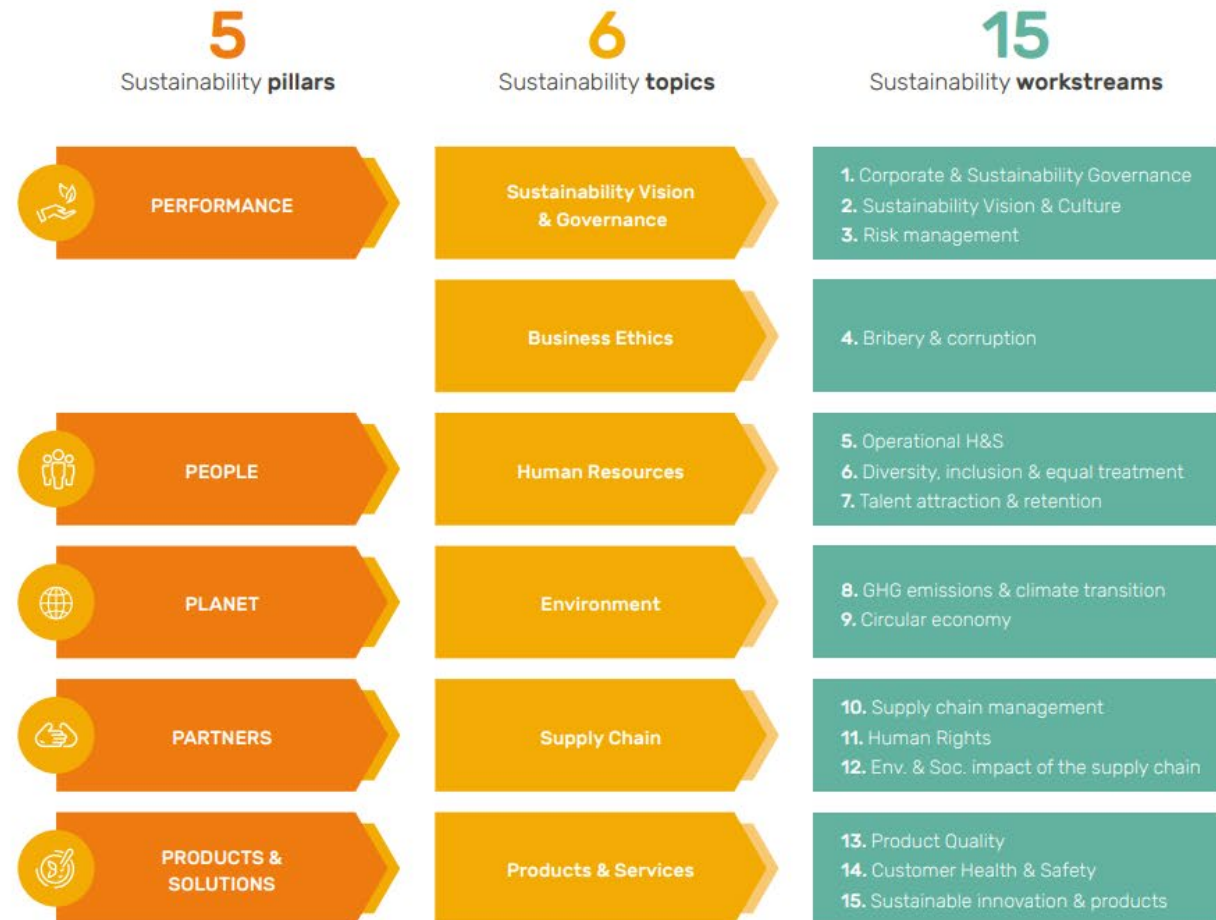 5
Sustainability pillars
6
Sustainability topics
15
Sustainability workstreams
PERFORMANCE
Sustainability Vision
& Governance
1. Corporate & Sustainability Governance
2. Sustainability Vision & Culture
3. Risk management
Business Ethics
4. Bribery & corruption
PEOPLE
Human Resources
5. Operational H&S
6. Diversity, inclusion & equal treatment
7. Talent attraction & retention
PLANET
Environment
8. GHG emissions & climate transition
9. Circular economy
PARTNERS
Supply Chain
10. Supply chain management
11. Human Rights
12. Env. & Soc. impact of the supply chain
PRODUCTS &
SOLUTIONS
Products & Services
13. Product Quality
14. Customer Health & Safety
15. Sustainable innovation & products